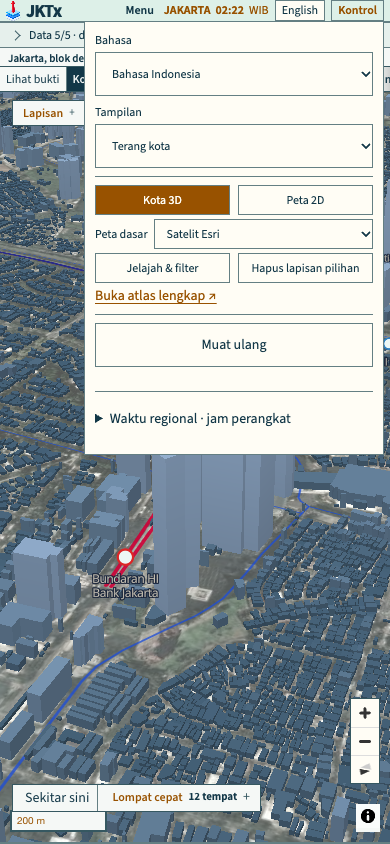 JKTx
Menu
JAKARTA 02:22 WIB
English
Kontrol
Data 5/5 · d
Jakarta, blok de
Lihat bukti
Ko
Lapisan +
Bahasa
Bahasa Indonesia
Tampilan
Terang kota
Kota 3D
Peta 2D
Peta dasar
Satelit Esri
Jelajah & filter
Hapus lapisan pilihan
Buka atlas lengkap ↗
Muat ulang
▶ Waktu regional · jam perangkat
Bundaran HI
Bank Jakarta
Sekitar sini
Lompat cepat 12 tempat +
200 m